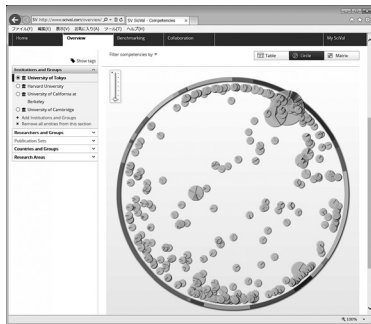 SV http://www.scival.com/overview/
SV SciVal - Competencies
ファイル(F) 編集(E) 表示(V) お気に入り(A) ツール(T) ヘルプ(H)
Home Overview Benchmarking Collaboration My SciVal
Show tags
Filter competencies by
Table Circle Matrix
Institutions and Groups
University of Tokyo
Harvard University
University of California at
Berkeley
University of Cambridge
Add Institutions and Groups
Remove all entities from this section
Researchers and Groups
Publication Sets
Countries and Groups
Research Areas
100%